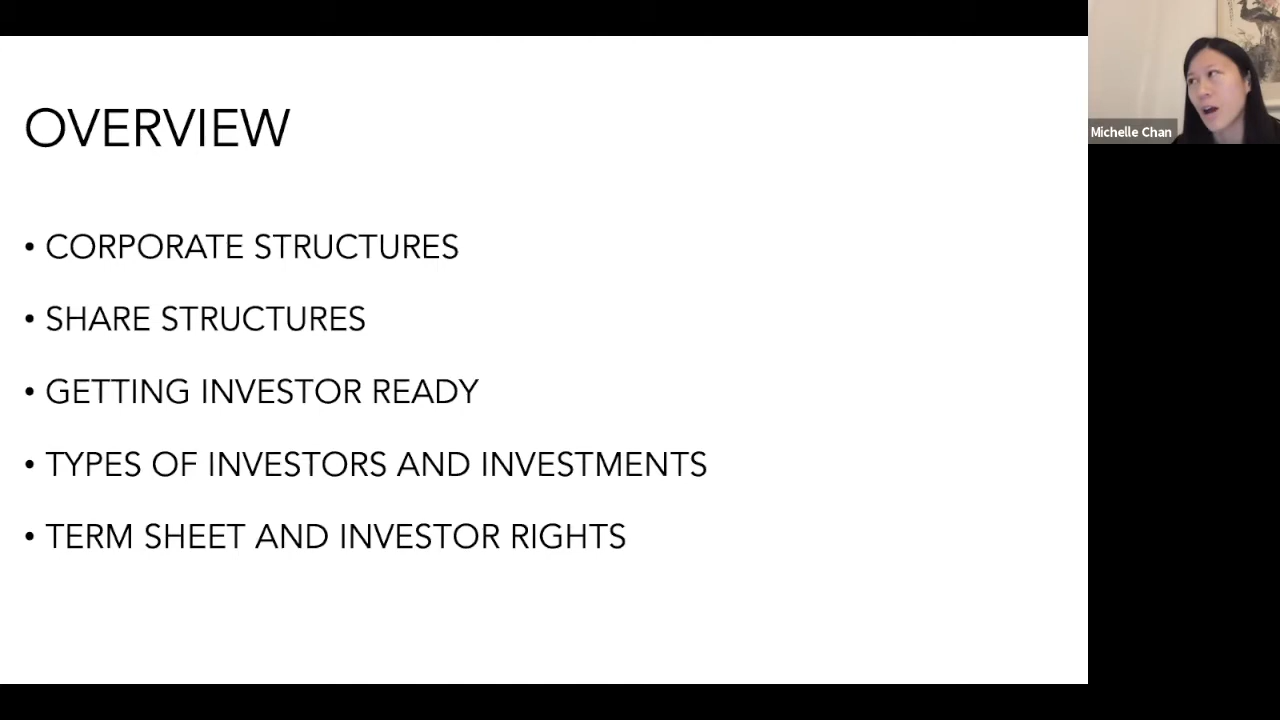 OVERVIEW
• CORPORATE STRUCTURES
• SHARE STRUCTURES
• GETTING INVESTOR READY
• TYPES OF INVESTORS AND INVESTMENTS
• TERM SHEET AND INVESTOR RIGHTS
Michelle Chan